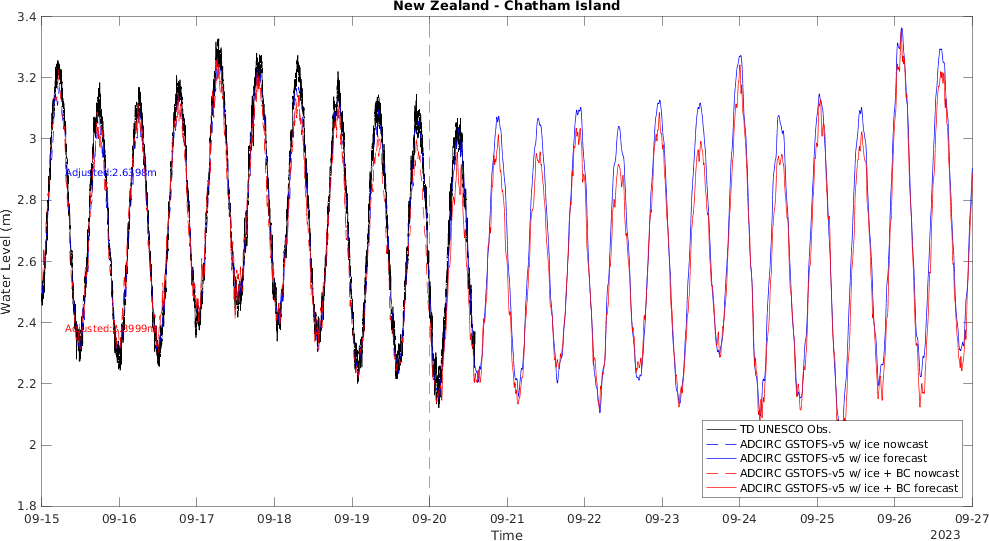 New Zealand - Chatham Island
3.4
3.2
3
2.8
2.6
2.4
2.2
2
1.8
Water Level (m)
Adjusted:2.6398m
TD UNESCO Obs.
ADCIRC GSTOFS-v5 w/ ice nowcast
ADCIRC GSTOFS-v5 w/ ice forecast
ADCIRC GSTOFS-v5 w/ ice + BC nowcast
ADCIRC GSTOFS-v5 w/ ice + BC forecast
09-15 09-16 09-17 09-18 09-19 09-20 09-21 09-22 09-23 09-24 09-25 09-26 09-27
Time
2023